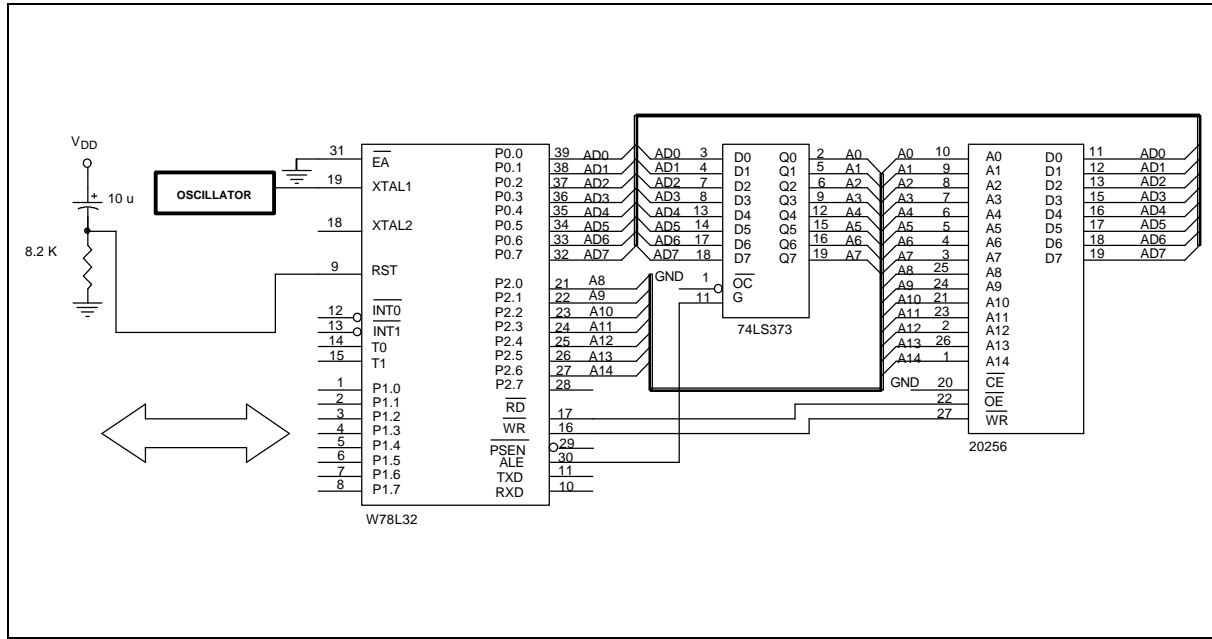 VDD
10 u
8.2 K
OSCILLATOR
31 EA
19 XTAL1
18 XTAL2
9 RST
12 INT0
13 INT1
14 T0
15 T1
1 P1.0
2 P1.1
3 P1.2
4 P1.3
5 P1.4
6 P1.5
7 P1.6
8 P1.7
P0.0 39 AD0
P0.1 38 AD1
P0.2 37 AD2
P0.3 36 AD3
P0.4 35 AD4
P0.5 34 AD5
P0.6 33 AD6
P0.7 32 AD7
P2.0 21 A8
P2.1 22 A9
P2.2 23 A10
P2.3 24 A11
P2.4 25 A12
P2.5 26 A13
P2.6 27 A14
P2.7 28
RD 17
WR 16
PSEN 29
ALE 30
TXD 11
RXD 10
W78L32
AD0 3 D0 Q0 2 A0
AD1 4 D1 Q1 5 A1
AD2 7 D2 Q2 6 A2
AD3 8 D3 Q3 9 A3
AD4 13 D4 Q4 12 A4
AD5 14 D5 Q5 15 A5
AD6 17 D6 Q6 16 A6
AD7 18 D7 Q7 19 A7
GND 1 OC
11 G
74LS373
A0 10 A0 D0 11 AD0
A1 9 A1 D1 12 AD1
A2 8 A2 D2 13 AD2
A3 7 A3 D3 15 AD3
A4 6 A4 D4 16 AD4
A5 5 A5 D5 17 AD5
A6 4 A6 D6 18 AD6
A7 3 A7 D7 19 AD7
A8 25 A8
A9 24 A9
A10 21 A10
A11 23 A11
A12 2 A12
A13 26 A13
A14 1 A14
GND 20 CE
22 OE
27 WR
20256